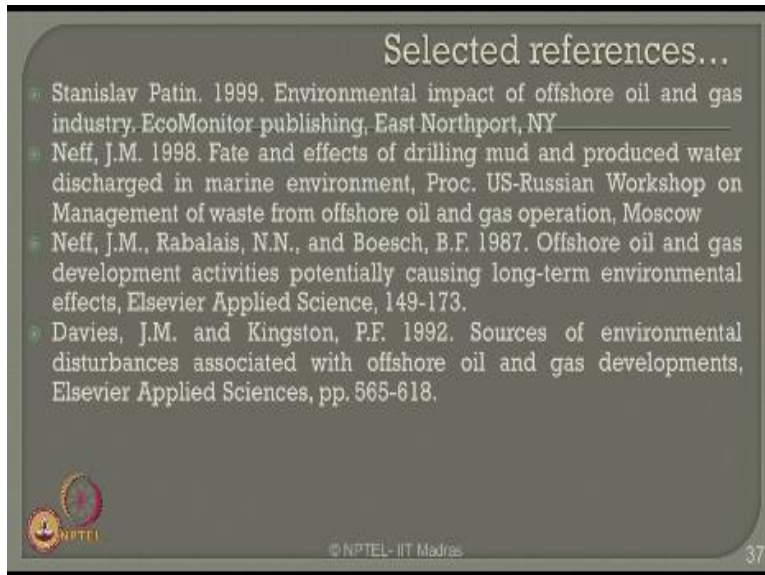 Selected references...
Stanislav Patin. 1999. Environmental impact of offshore oil and gas
industry. EcoMonitor publishing, East Northport, NY
Neff, J.M. 1998. Fate and effects of drilling mud and produced water
discharged in marine environment, Proc. US-Russian Workshop on
Management of waste from offshore oil and gas operation, Moscow
Neff, J.M., Rabalais, N.N., and Boesch, B.F. 1987. Offshore oil and gas
development activities potentially causing long-term environmental
effects, Elsevier Applied Science, 149-173.
Davies, J.M. and Kingston, P.F. 1992. Sources of environmental
disturbances associated with offshore oil and gas developments,
Elsevier Applied Sciences, pp. 565-618.
NPTEL
© NPTEL- IIT Madras
37